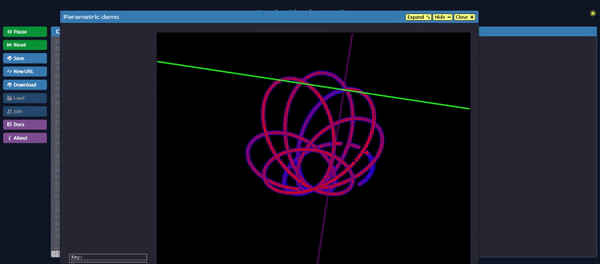 Parametric demo
Expand
Hide
Close
Pause
Reset
Save
New URL
Download
Load
Join
Docs
About
Key: